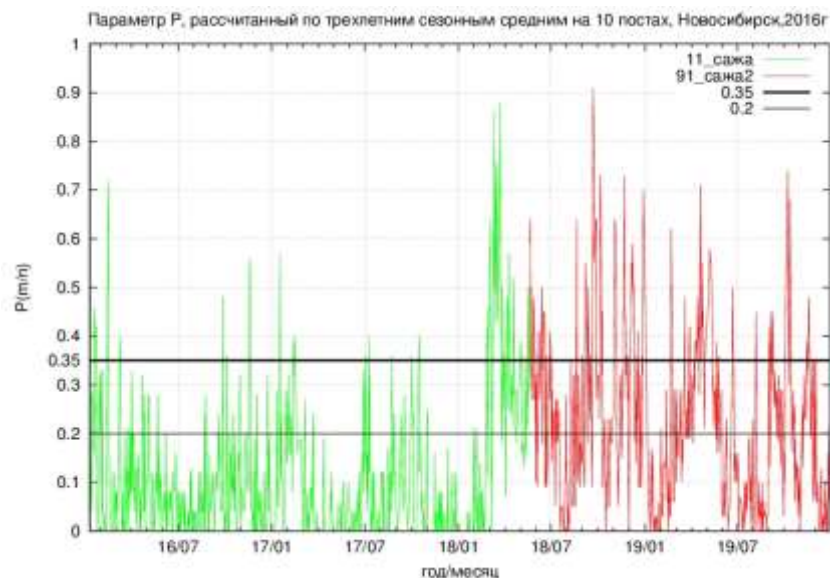 Параметр P, рассчитанный по трехлетним сезонным средним на 10 постах, Новосибирск,2016г
1
0.9
0.8
0.7
0.6
0.5
0.4
0.35
0.3
0.2
0.1
0
P(m/n)
11_сажа
91_сажа2
0.35
0.2
16/07 17/01 17/07 18/01 18/07 19/01 19/07
год/месяц